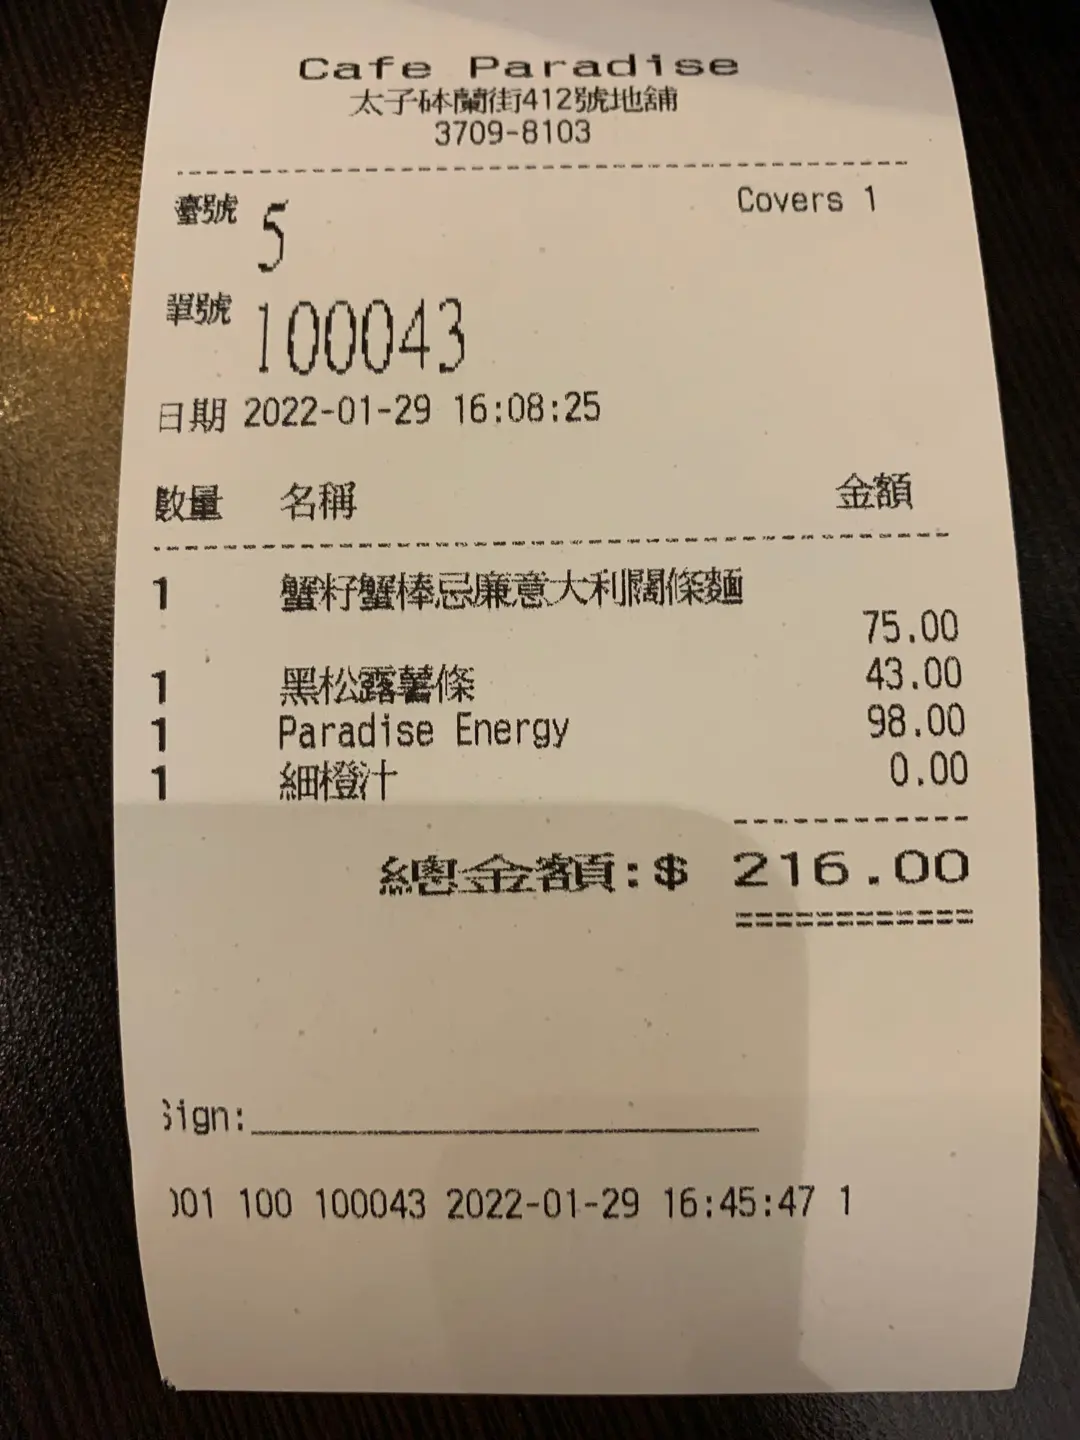 Cafe Paradise
太子砵蘭街412號地舖
3709-8103
臺號 5 Covers 1
單號 100043
日期 2022-01-29 16:08:25
數量 名稱 金額
1 蟹籽蟹棒忌廉意大利闊條麵
75.00
1 黑松露薯條 43.00
1 Paradise Energy 98.00
1 細橙汁 0.00
總金額:$ 216.00
Sign:
001 100 100043 2022-01-29 16:45:47 1